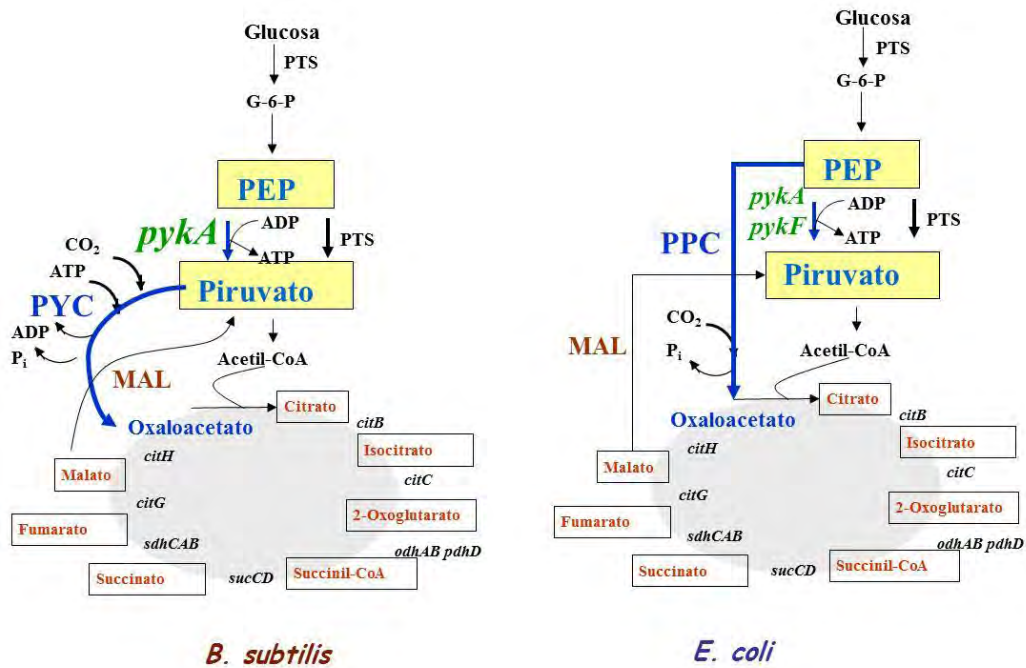 Glucosa
PTS
G-6-P
PEP
pykA
ADP
ATP
PTS
CO2
ATP
PYC
ADP
Pi
Piruvato
MAL
Acetil-CoA
Oxaloacetato
Citrato
citB
Isocitrato
citC
2-Oxoglutarato
odhAB pdhD
Succinil-CoA
sucCD
Succinato
sdhCAB
Fumarato
citG
Malato
citH
B. subtilis
Glucosa
PTS
G-6-P
PEP
pykA
pykF
ADP
ATP
PTS
PPC
Piruvato
CO2
Pi
MAL
Acetil-CoA
Oxaloacetato
Citrato
citB
Isocitrato
citC
2-Oxoglutarato
odhAB pdhD
Succinil-CoA
sucCD
Succinato
sdhCAB
Fumarato
citG
Malato
citH
E. coli